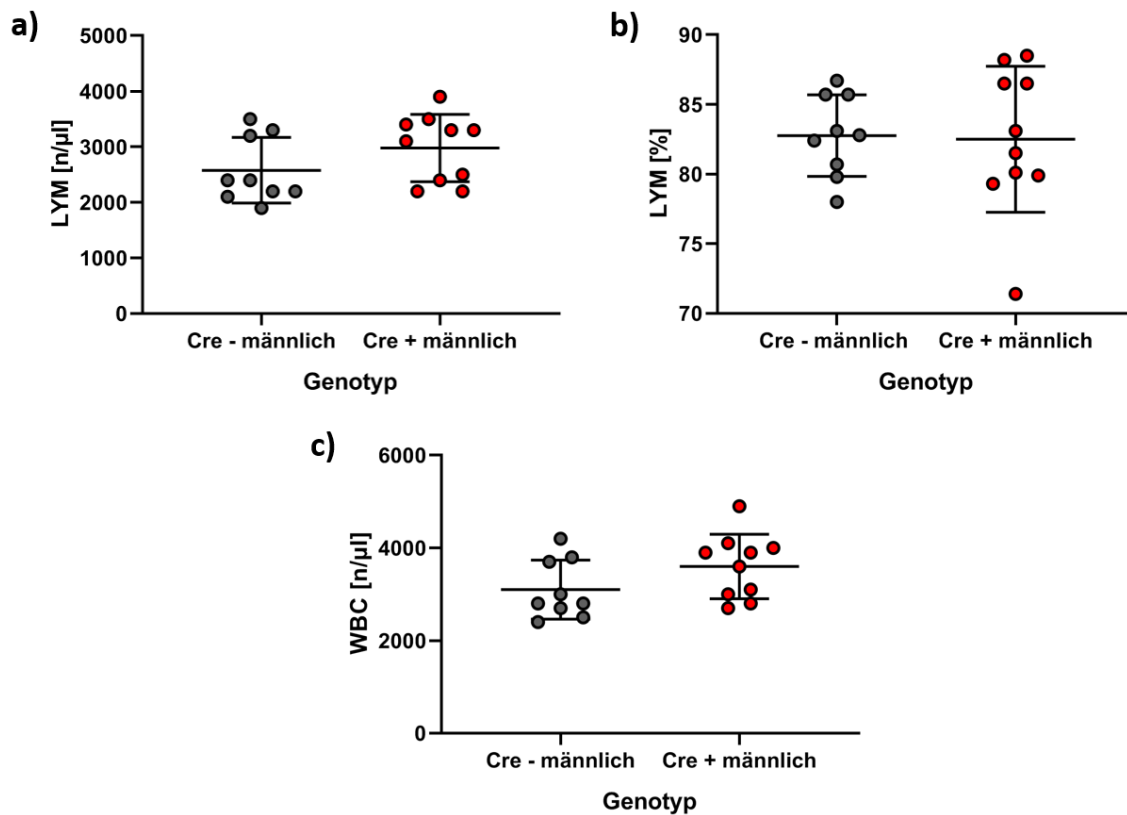 a)
LYM [n/µl]
5000
4000
3000
2000
1000
0
Cre - männlich Cre + männlich
Genotyp
b)
LYM [%]
90
85
80
75
70
Cre - männlich Cre + männlich
Genotyp
c)
WBC [n/µl]
6000
4000
2000
0
Cre - männlich Cre + männlich
Genotyp